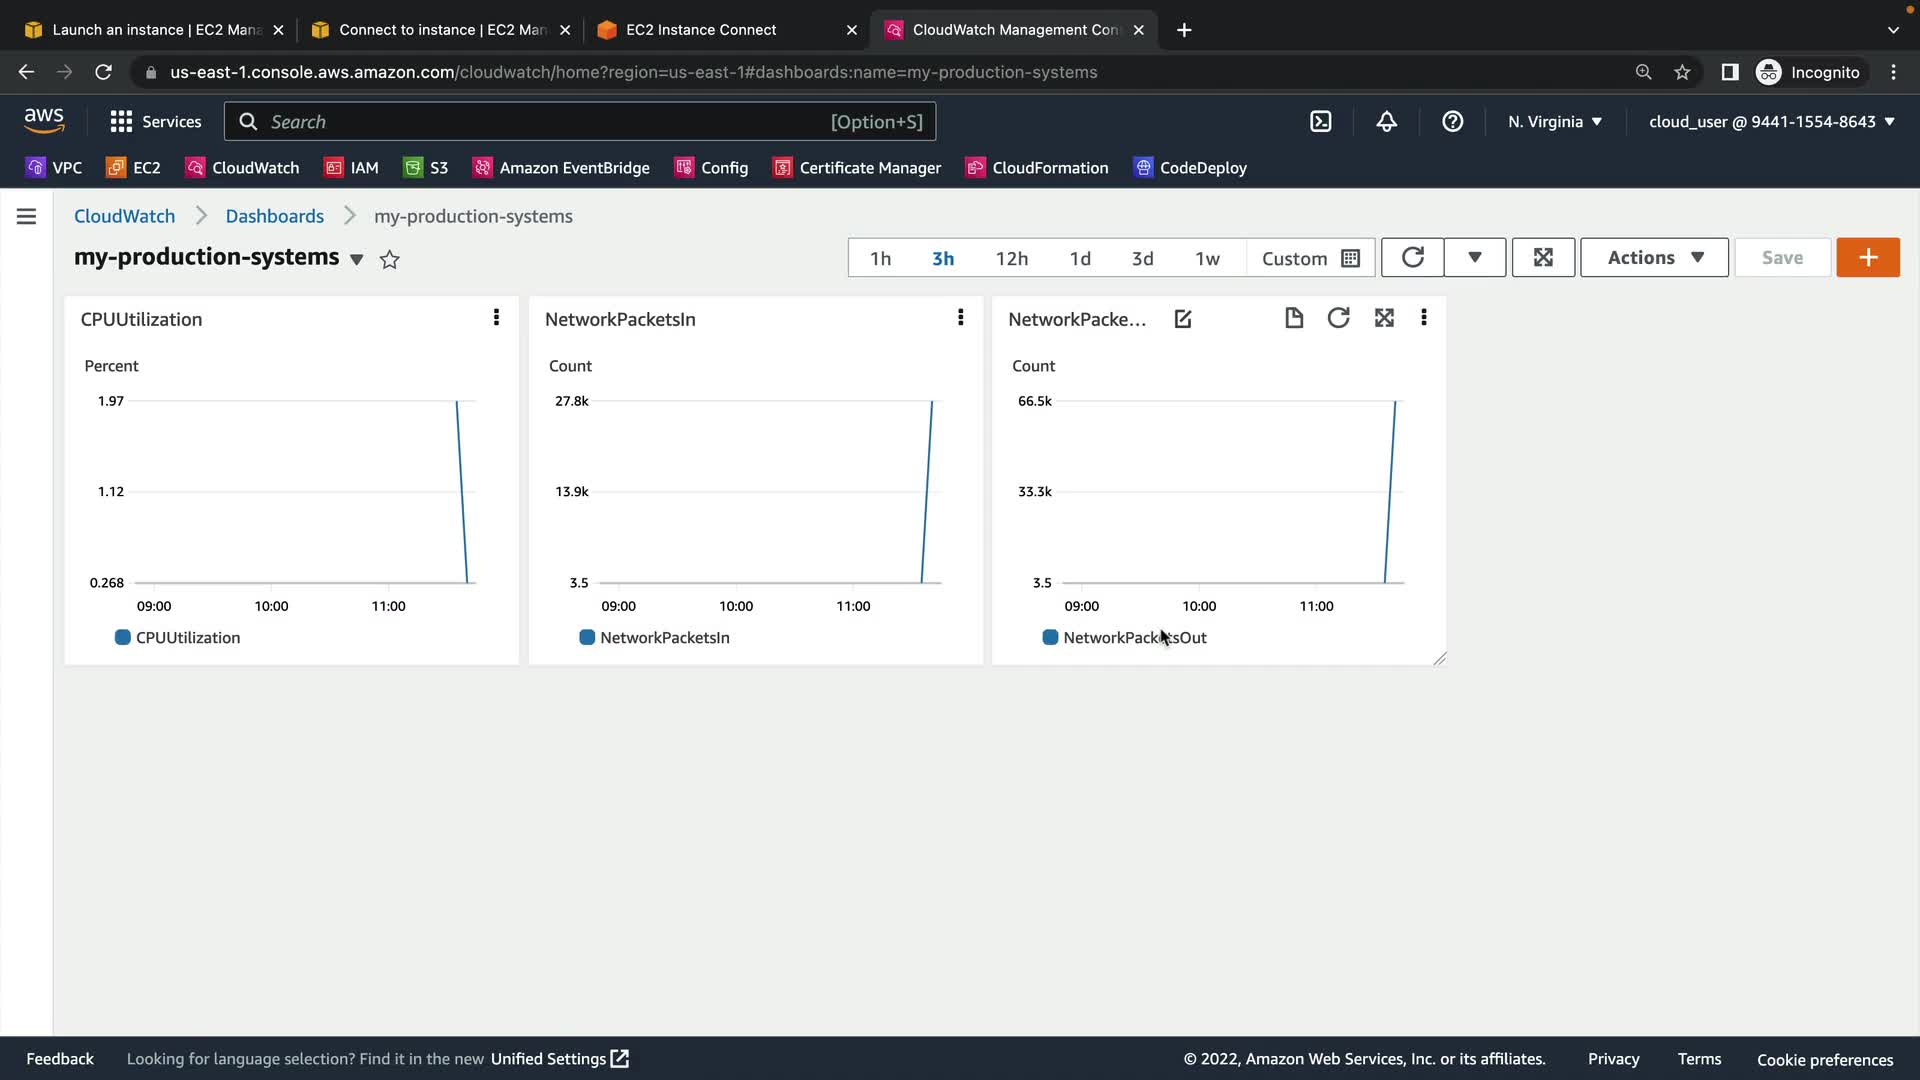 Launch an instance | EC2 Mana
Connect to instance | EC2 Man
EC2 Instance Connect
CloudWatch Management Con
us-east-1.console.aws.amazon.com/cloudwatch/home?region=us-east-1#dashboards:name=my-production-systems
Incognito
aws
Services
Search
[Option+S]
N. Virginia
cloud_user @ 9441-1554-8643
VPC
EC2
CloudWatch
IAM
S3
Amazon EventBridge
Config
Certificate Manager
CloudFormation
CodeDeploy
CloudWatch
Dashboards
my-production-systems
my-production-systems
1h
3h
12h
1d
3d
1w
Custom
Actions
Save
CPUUtilization
Percent
1.97
1.12
0.268
09:00
10:00
11:00
CPUUtilization
NetworkPacketsIn
Count
27.8k
13.9k
3.5
09:00
10:00
11:00
NetworkPacketsIn
NetworkPacke...
Count
66.5k
33.3k
3.5
09:00
10:00
11:00
NetworkPacketsOut
Feedback
Looking for language selection? Find it in the new Unified Settings
© 2022, Amazon Web Services, Inc. or its affiliates.
Privacy
Terms
Cookie preferences